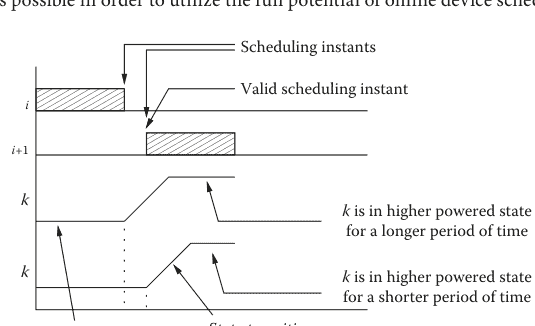 s possible in order to utilize the full potential of online device sched
Scheduling instants
Valid scheduling instant
i
i+1
k
k is in higher powered state
for a longer period of time
k
k is in higher powered state
for a shorter period of time